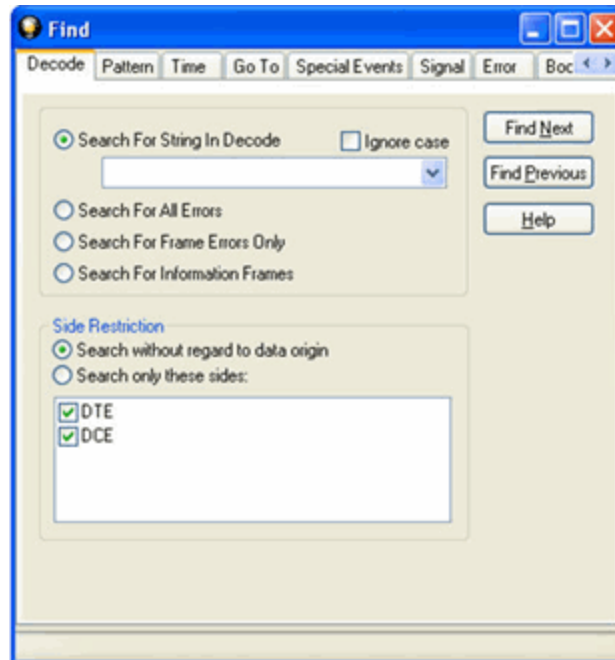 Find
Decode Pattern Time Go To Special Events Signal Error
Search For String In Decode Ignore case
Find Next
Find Previous
Search For All Errors
Help
Search For Frame Errors Only
Search For Information Frames
Side Restriction
Search without regard to data origin
Search only these sides:
DTE
DCE